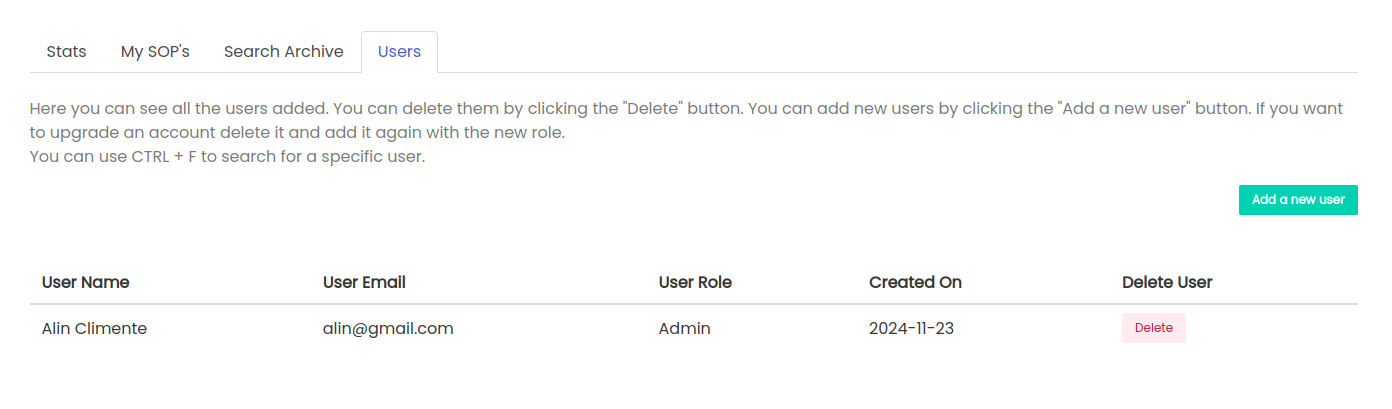 Stats My SOP's Search Archive Users
Here you can see all the users added. You can delete them by clicking the "Delete" button. You can add new users by clicking the "Add a new user" button. If you want
to upgrade an account delete it and add it again with the new role.
You can use CTRL + F to search for a specific user.
Add a new user
User Name User Email User Role Created On Delete User
Alin Climente alin@gmail.com Admin 2024-11-23 Delete